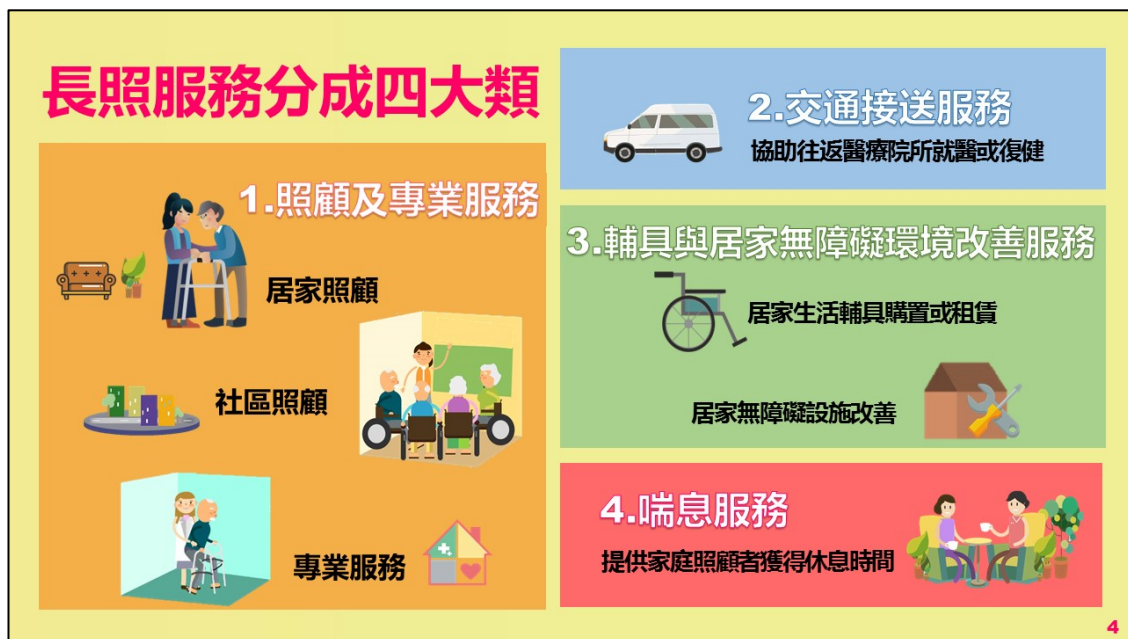 長照服務分成四大類
1.照顧及專業服務
居家照顧
社區照顧
專業服務
2.交通接送服務
協助往返醫療院所就醫或復健
3.輔具與居家無障礙環境改善服務
居家生活輔具購置或租賃
居家無障礙設施改善
4.喘息服務
提供家庭照顧者獲得休息時間
4